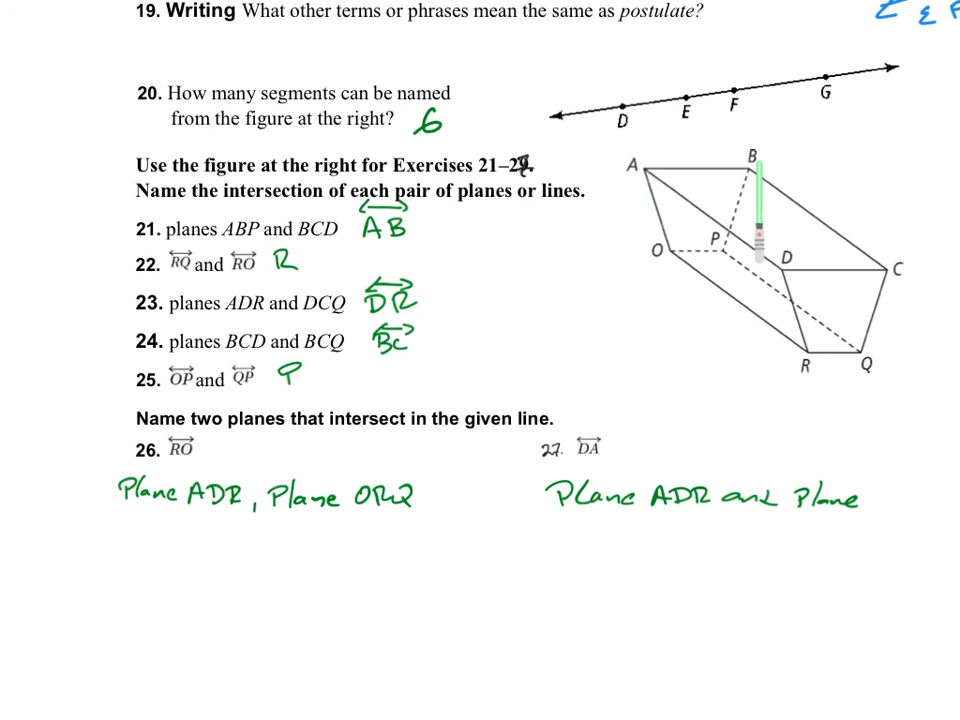 19. Writing What other terms or phrases mean the same as postulate?
20. How many segments can be named
from the figure at the right? 6
D E F G
Use the figure at the right for Exercises 21–
Name the intersection of each pair of planes or lines.
21. planes ABP and BCD AB
22. RQ and RO R
23. planes ADR and DCQ DR
24. planes BCD and BCQ BC
25. OP and QP P
A B
O P D C
R Q
Name two planes that intersect in the given line.
26. RO 27. DA
Plane ADR, Plane ORQ Plane ADR and Plane